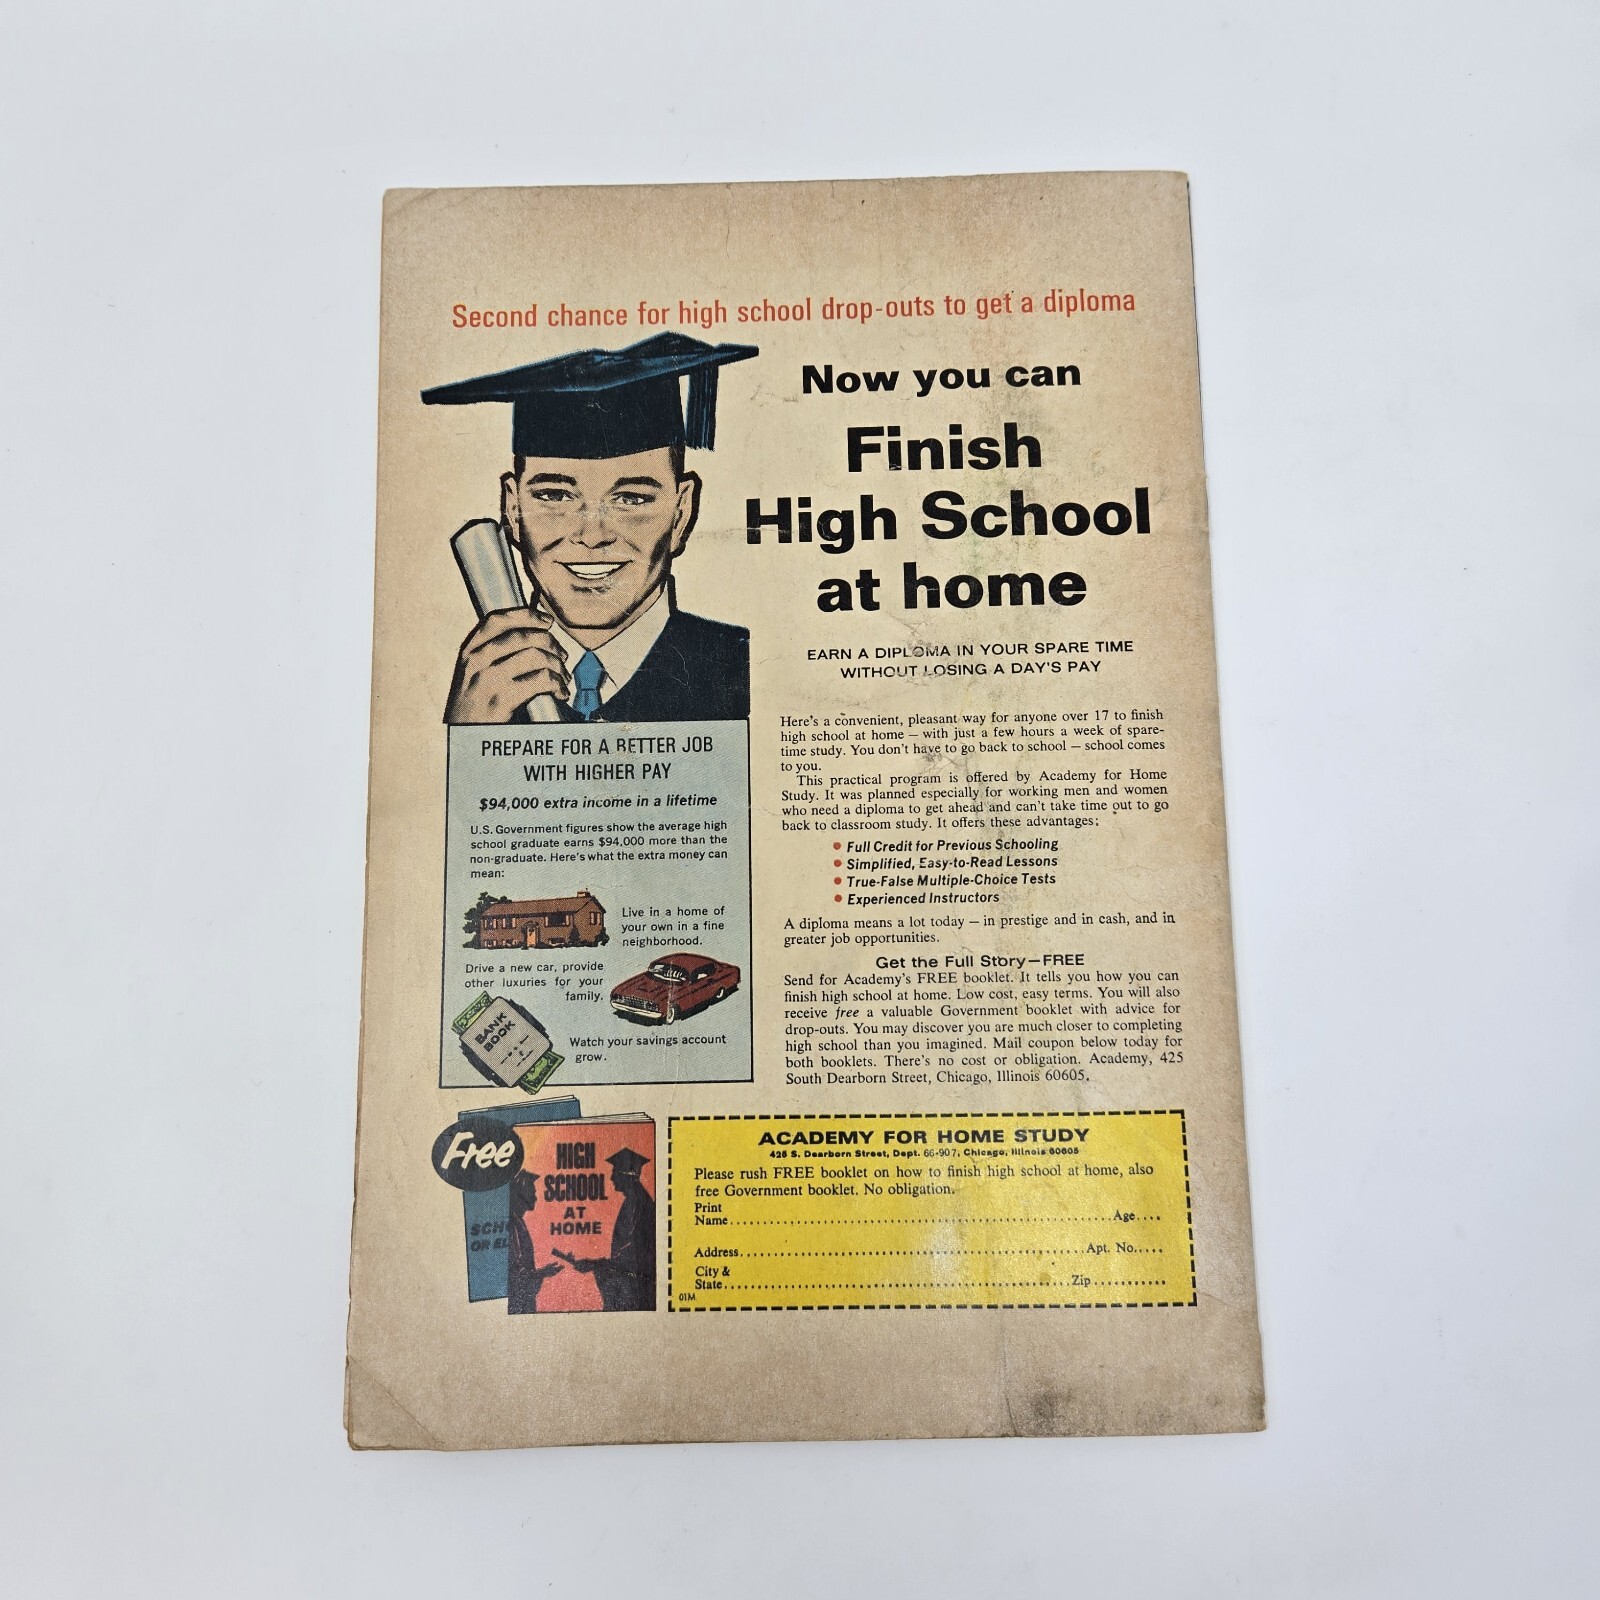 Second chance for high school drop-outs to get a diploma
Now you can
Finish
High School
at home
EARN A DIPLOMA IN YOUR SPARE TIME
WITHOUT LOSING A DAY'S PAY
Here's a convenient, pleasant way for anyone over 17 to finish
high school at home — with just a few hours a week of spare-
time study. You don't have to go back to school — school comes
to you.
This practical program is offered by Academy for Home
Study. It was planned especially for working men and women
who need a diploma to get ahead and can't take time out to go
back to classroom study. It offers these advantages:
• Full Credit for Previous Schooling
• Simplified, Easy-to-Read Lessons
• True-False Multiple-Choice Tests
• Experienced Instructors
A diploma means a lot today — in prestige and in cash, and in
greater job opportunities.
Get the Full Story—FREE
Send for Academy's FREE booklet. It tells you how you can
finish high school at home. Low cost, easy terms. You will also
receive free a valuable Government booklet with advice for
drop-outs. You may discover you are much closer to completing
high school than you imagined. Mail coupon below today for
both booklets. There's no cost or obligation. Academy, 425
South Dearborn Street, Chicago, Illinois 60605.
PREPARE FOR A BETTER JOB
WITH HIGHER PAY
$94,000 extra income in a lifetime
U.S. Government figures show the average high
school graduate earns $94,000 more than the
non-graduate. Here's what the extra money can
mean:
Live in a home of
your own in a fine
neighborhood.
Drive a new car, provide
other luxuries for your
family.
BANK
BOOK
Watch your savings account
grow.
Free
HIGH
SCHOOL
AT
HOME
SCHO
OR EL
ACADEMY FOR HOME STUDY
425 S. Dearborn Street, Dept. 66-907, Chicago, Illinois 60605
Please rush FREE booklet on how to finish high school at home, also
free Government booklet. No obligation.
Print
Name Age
Address Apt. No.
City &
State Zip
01M